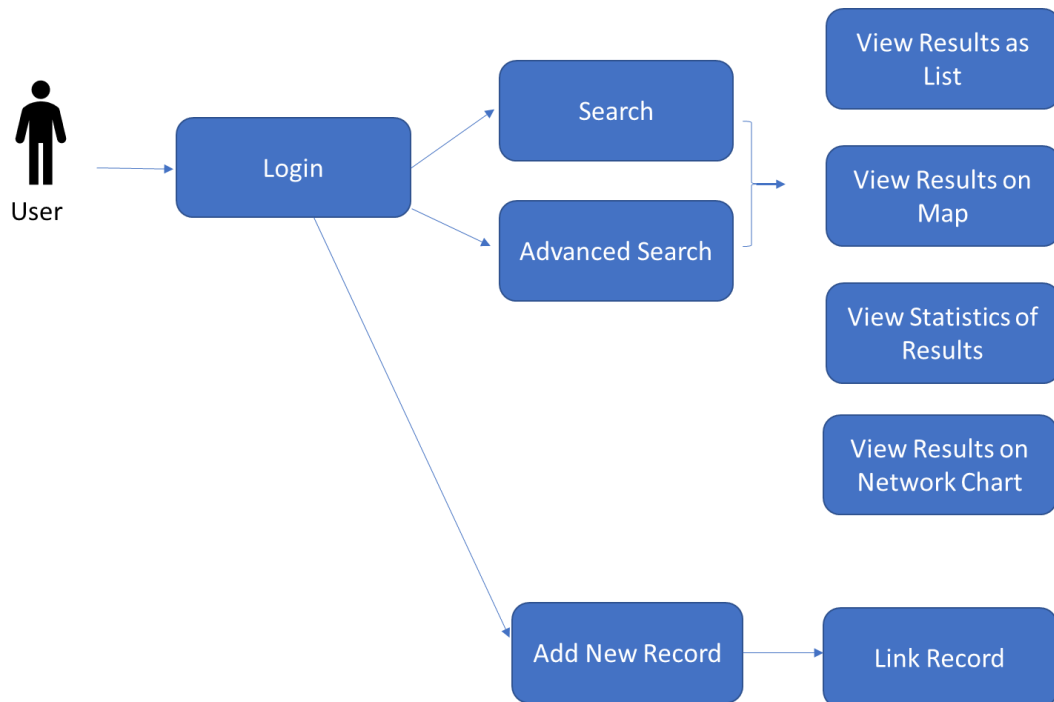 User
Login
Search
Advanced Search
View Results as
List
View Results on
Map
View Statistics of
Results
View Results on
Network Chart
Add New Record
Link Record